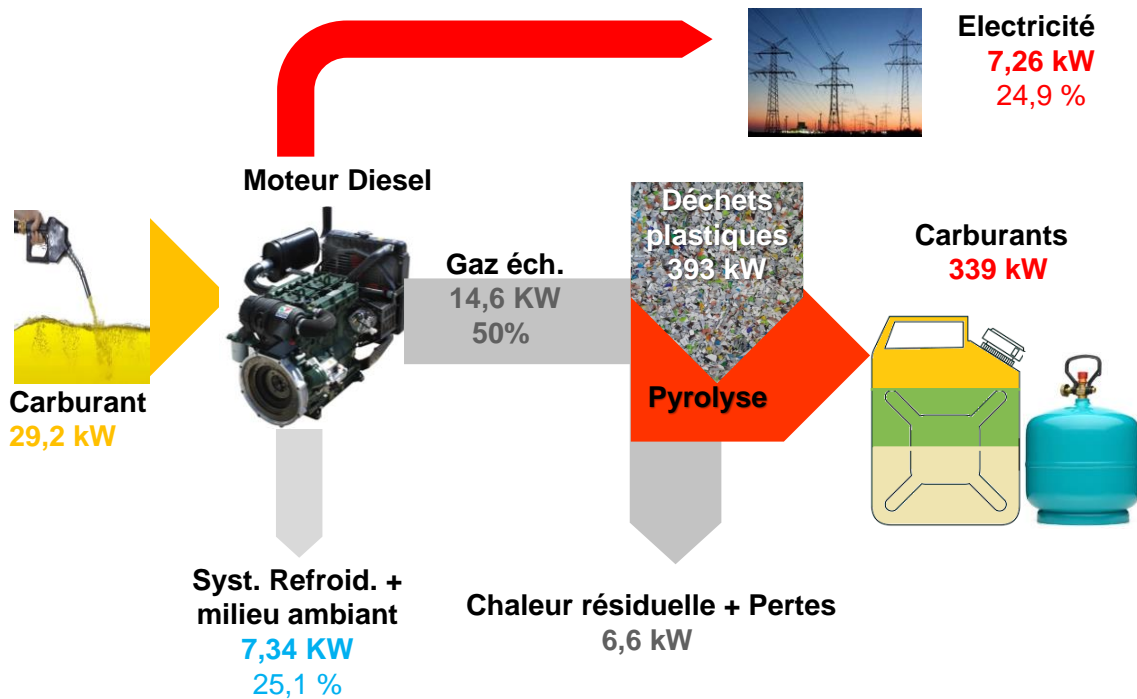 Electricité
7,26 kW
24,9 %
Moteur Diesel
Déchets
plastiques
393 kW
Carburants
339 kW
Gaz éch.
14,6 KW
50%
Pyrolyse
Carburant
29,2 kW
Syst. Refroid. +
milieu ambiant
7,34 KW
25,1 %
Chaleur résiduelle + Pertes
6,6 kW